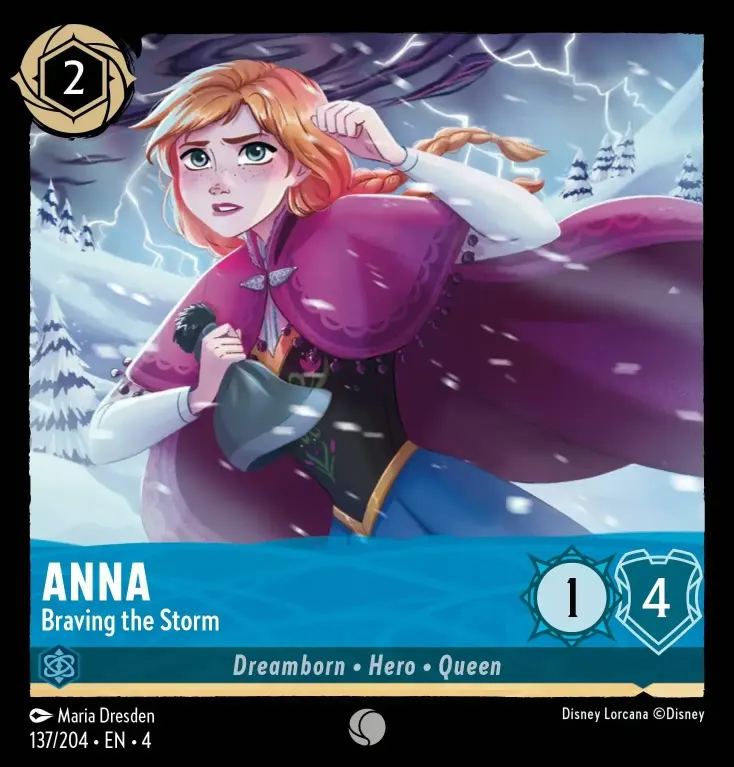 2
ANNA
Braving the Storm
1
4
Dreamborn • Hero • Queen
Maria Dresden
Disney Lorcana ©Disney
137/204 • EN • 4